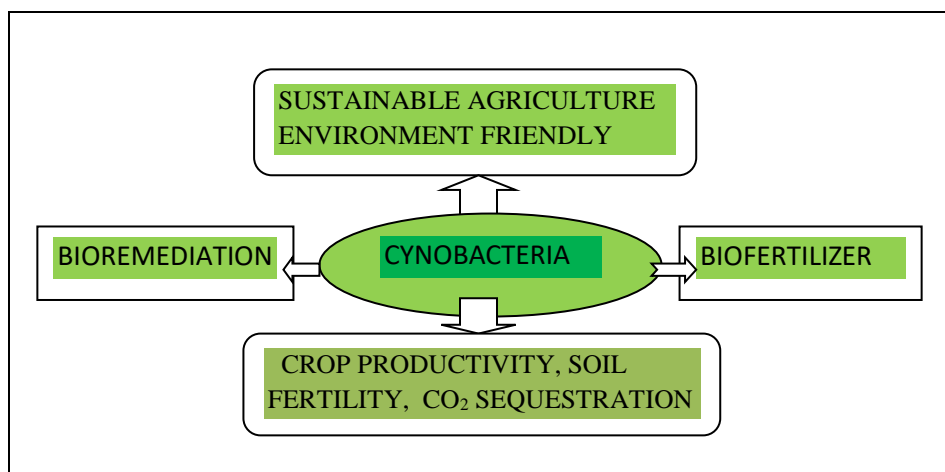 SUSTAINABLE AGRICULTURE
ENVIRONMENT FRIENDLY
BIOREMEDIATION
CYNOBACTERIA
BIOFERTILIZER
CROP PRODUCTIVITY, SOIL
FERTILITY, CO₂ SEQUESTRATION